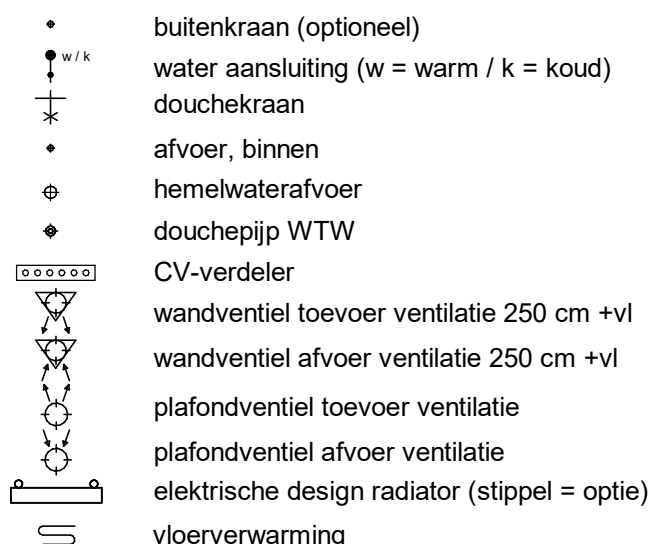 buitenkraan (optioneel)
w / k
water aansluiting (w = warm / k = koud)
douchekraan
afvoer, binnen
hemelwaterafvoer
douchepijp WTW
CV-verdeler
wandventiel toevoer ventilatie 250 cm +vl
wandventiel afvoer ventilatie 250 cm +vl
plafondventiel toevoer ventilatie
plafondventiel afvoer ventilatie
elektrische design radiator (stippel = optie)
vloerverwarming